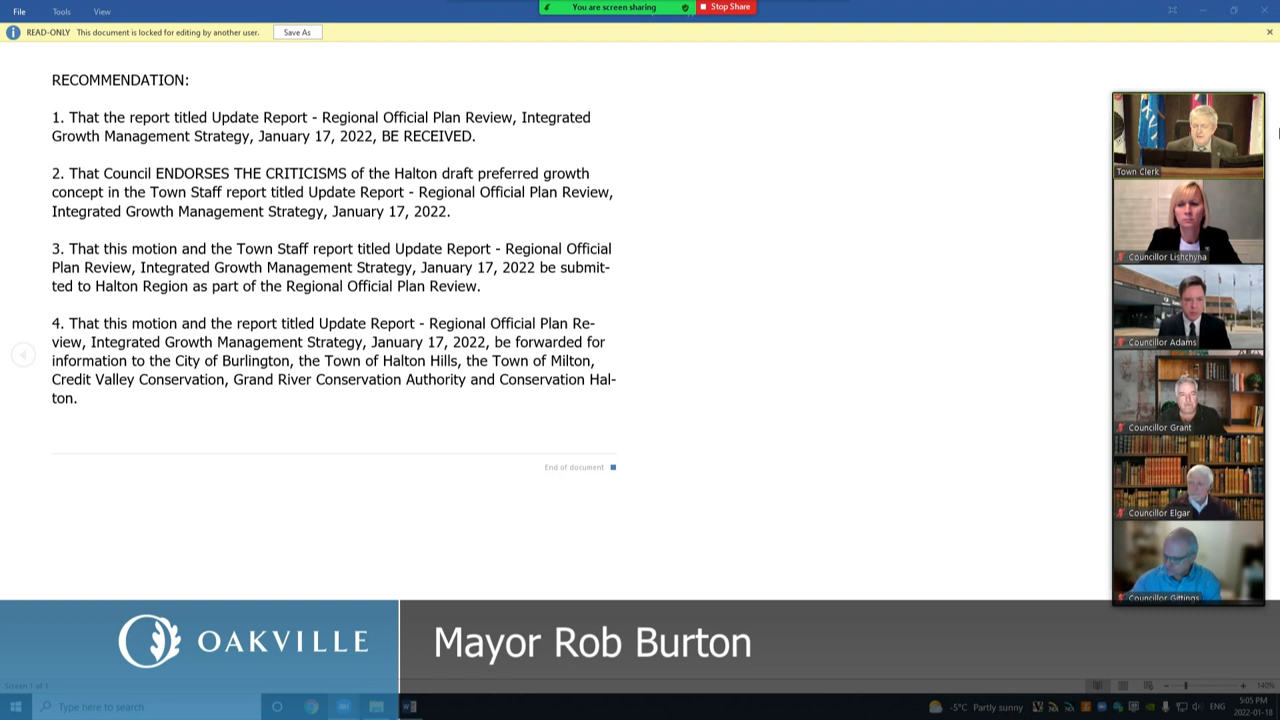 File Tools View
You are screen sharing
Stop Share
READ-ONLY This document is locked for editing by another user. Save As
RECOMMENDATION:
1. That the report titled Update Report - Regional Official Plan Review, Integrated
Growth Management Strategy, January 17, 2022, BE RECEIVED.
2. That Council ENDORSES THE CRITICISMS of the Halton draft preferred growth
concept in the Town Staff report titled Update Report - Regional Official Plan Review,
Integrated Growth Management Strategy, January 17, 2022.
3. That this motion and the Town Staff report titled Update Report - Regional Official
Plan Review, Integrated Growth Management Strategy, January 17, 2022 be submit-
ted to Halton Region as part of the Regional Official Plan Review.
4. That this motion and the report titled Update Report - Regional Official Plan Re-
view, Integrated Growth Management Strategy, January 17, 2022, be forwarded for
information to the City of Burlington, the Town of Halton Hills, the Town of Milton,
Credit Valley Conservation, Grand River Conservation Authority and Conservation Hal-
ton.
End of document
Town Clerk
Councillor Lishchyna
Councillor Adams
Councillor Grant
Councillor Elgar
Councillor Gittings
OAKVILLE
Mayor Rob Burton
Screen 1 of 1
140%
Type here to search
-5°C Partly sunny
ENG
5:05 PM
2022-01-18